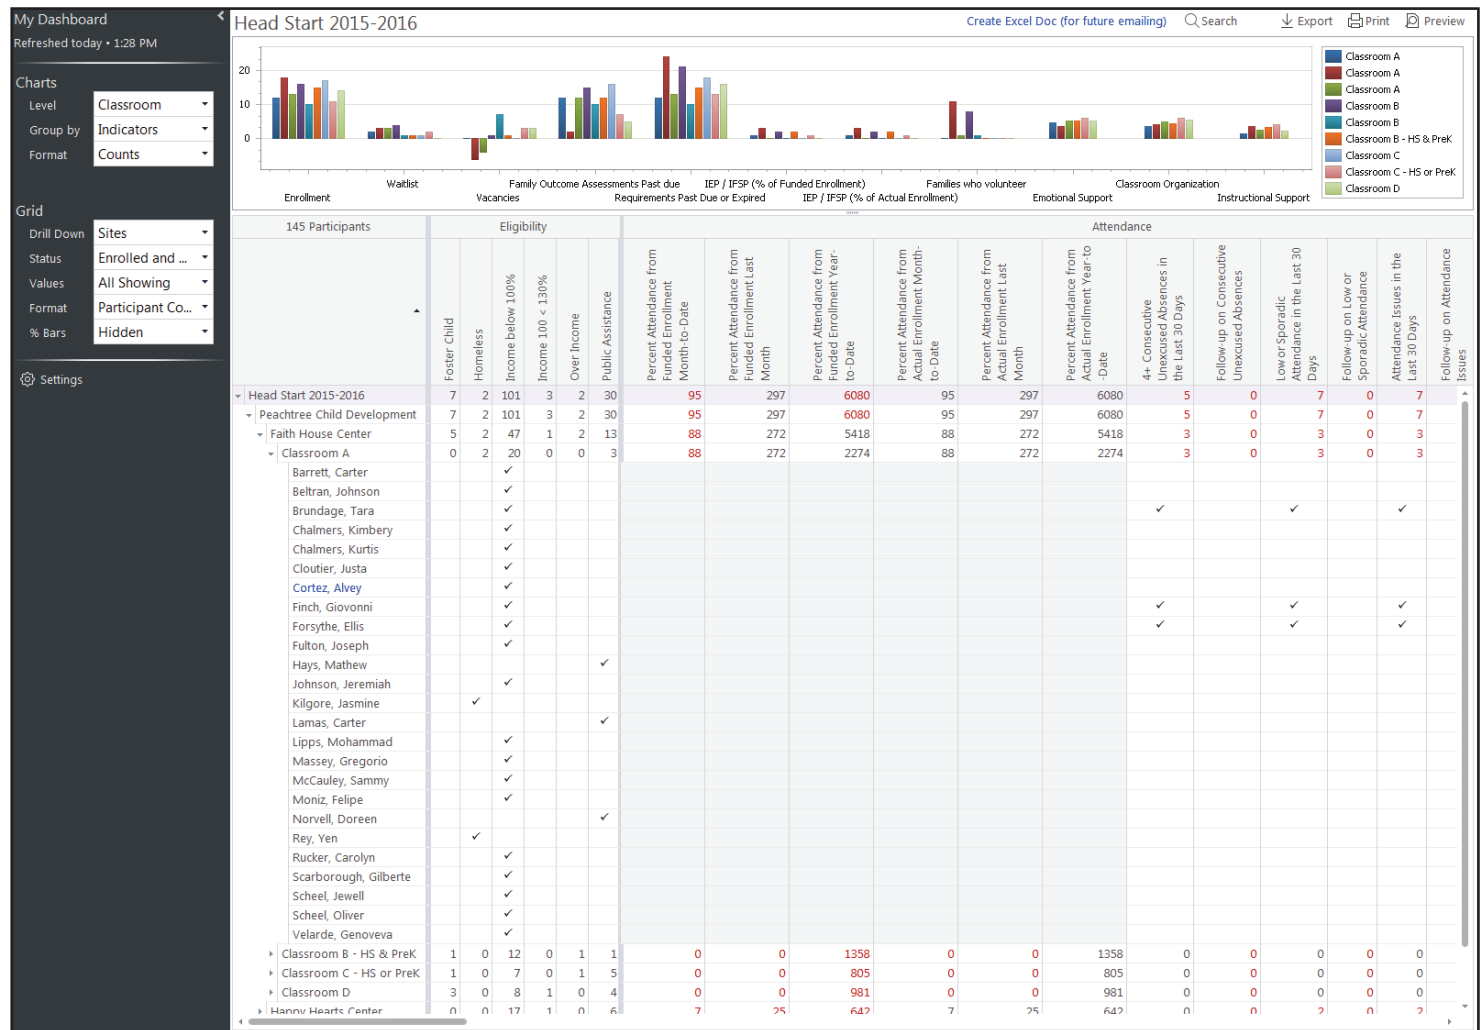 My Dashboard
Refreshed today • 1:28 PM
Charts
Level Classroom
Group by Indicators
Format Counts
Grid
Drill Down Sites
Status Enrolled and ...
Values All Showing
Format Participant Co...
% Bars Hidden
Settings
Head Start 2015-2016
Create Excel Doc (for future emailing) Search Export Print Preview
20
10
0
Waitlist Family Outcome Assessments Past due IEP / IFSP (% of Funded Enrollment) Families who volunteer Classroom Organization
Enrollment Vacancies Requirements Past Due or Expired IEP / IFSP (% of Actual Enrollment) Emotional Support Instructional Support
Classroom A
Classroom A
Classroom A
Classroom B
Classroom B
Classroom B - HS & PreK
Classroom C
Classroom C - HS or PreK
Classroom D
145 Participants Eligibility Attendance
Foster Child
Homeless
Income below 100%
Income 100 < 130%
Over Income
Public Assistance
Percent Attendance from
Funded Enrollment
Month-to-Date
Percent Attendance from
Funded Enrollment Last
Month
Percent Attendance from
Funded Enrollment Year-
to-Date
Percent Attendance from
Actual Enrollment Month-
to-Date
Percent Attendance from
Actual Enrollment Last
Month
Percent Attendance from
Actual Enrollment Year-to
-Date
4+ Consecutive
Unexcused Absences in
the Last 30 Days
Follow-up on Consecutive
Unexcused Absences
Low or Sporadic
Attendance in the Last 30
Days
Follow-up on Low or
Sporadic Attendance
Attendance Issues in the
Last 30 Days
Follow-up on Attendance
Issues
Head Start 2015-2016 7 2 101 3 2 30 95 297 6080 95 297 6080 5 0 7 0 7
Peachtree Child Development 7 2 101 3 2 30 95 297 6080 95 297 6080 5 0 7 0 7
Faith House Center 5 2 47 1 2 13 88 272 5418 88 272 5418 3 0 3 0 3
Classroom A 0 2 20 0 0 3 88 272 2274 88 272 2274 3 0 3 0 3
Barrett, Carter ✓
Beltran, Johnson ✓
Brundage, Tara ✓ ✓ ✓ ✓
Chalmers, Kimbery ✓
Chalmers, Kurtis ✓
Cloutier, Justa ✓
Cortez, Alvey ✓
Finch, Giovonni ✓ ✓ ✓ ✓
Forsythe, Ellis ✓ ✓ ✓ ✓
Fulton, Joseph ✓
Hays, Mathew ✓
Johnson, Jeremiah ✓
Kilgore, Jasmine ✓
Lamas, Carter ✓
Lipps, Mohammad ✓
Massey, Gregorio ✓
McCauley, Sammy ✓
Moniz, Felipe ✓
Norvell, Doreen ✓
Rey, Yen ✓
Rucker, Carolyn ✓
Scarborough, Gilberte ✓
Scheel, Jewell ✓
Scheel, Oliver ✓
Velarde, Genoveva ✓
Classroom B - HS & PreK 1 0 12 0 1 1 0 0 1358 0 0 1358 0 0 0 0 0
Classroom C - HS or PreK 1 0 7 0 1 5 0 0 805 0 0 805 0 0 0 0 0
Classroom D 3 0 8 1 0 4 0 0 981 0 0 981 0 0 0 0 0
Happy Hearts Center 0 0 17 1 0 6 7 25 642 7 25 642 0 0 2 0 2